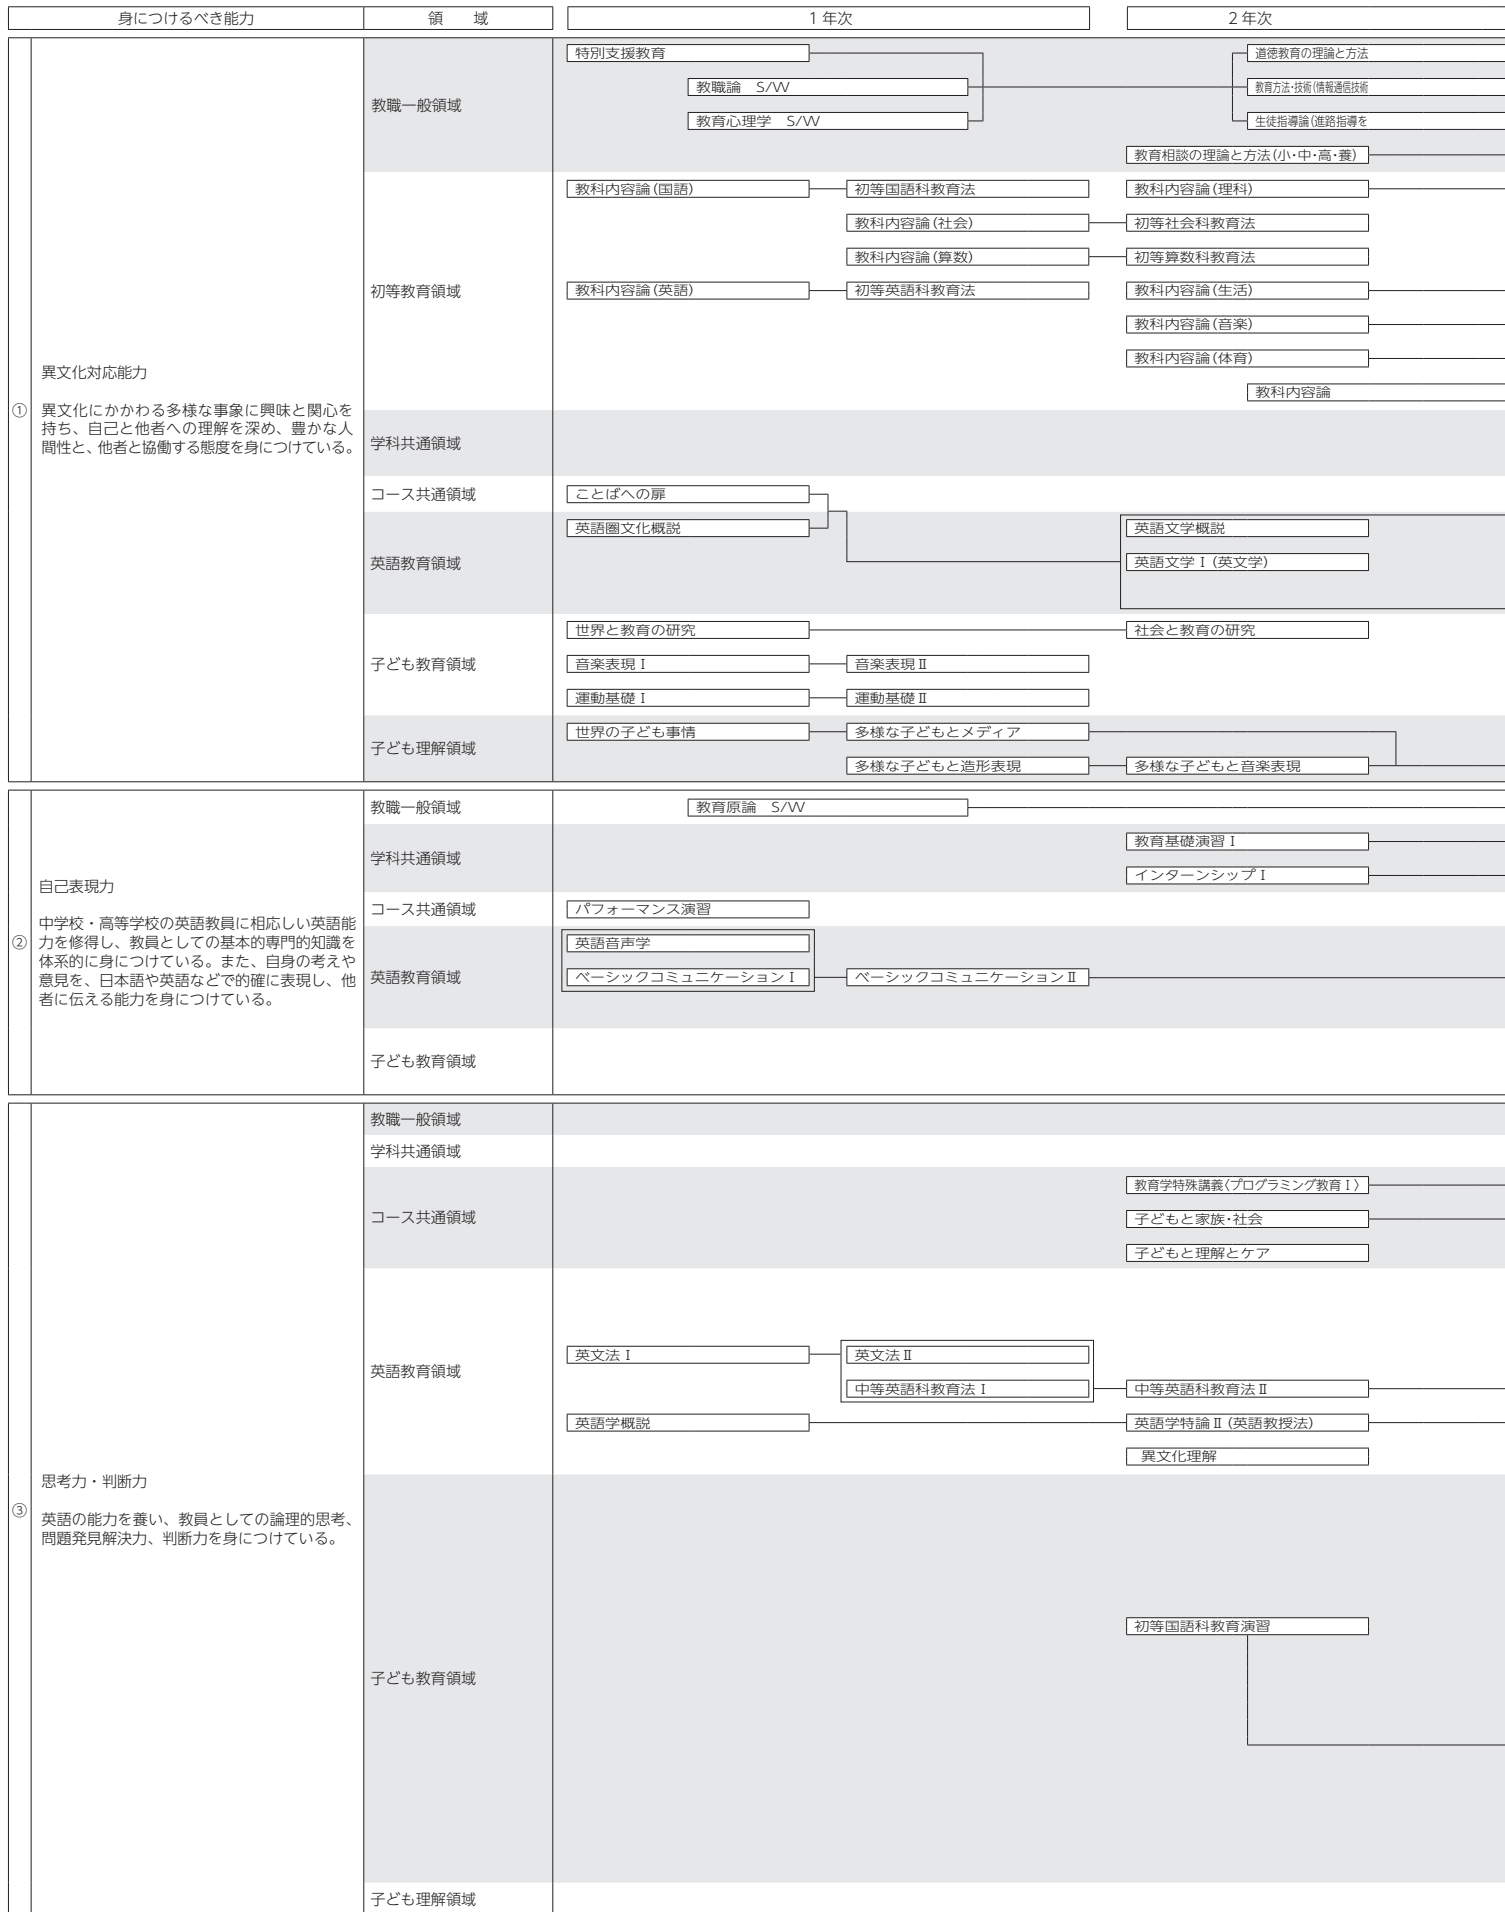 身につけるべき能力 領　域 1 年次 2 年次
特別支援教育 道徳教育の理論と方法
教職論　S/W 教育方法・技術(情報通信技術
教職一般領域
教育心理学　S/W 生徒指導論(進路指導を
教育相談の理論と方法(小・中・高・養)
教科内容論(国語) 初等国語科教育法 教科内容論(理科)
教科内容論(社会) 初等社会科教育法
教科内容論(算数) 初等算数科教育法
初等教育領域 教科内容論(英語) 初等英語科教育法 教科内容論(生活)
教科内容論(音楽)
教科内容論(体育)
教科内容論
①
異文化対応能力
異文化にかかわる多様な事象に興味と関心を
持ち、自己と他者への理解を深め、豊かな人
間性と、他者と協働する態度を身につけている。
学科共通領域
コース共通領域 ことばへの扉
英語圏文化概説 英語文学概説
英語教育領域 英語文学Ⅰ(英文学)
世界と教育の研究 社会と教育の研究
子ども教育領域 音楽表現Ⅰ 音楽表現Ⅱ
運動基礎Ⅰ 運動基礎Ⅱ
世界の子ども事情 多様な子どもとメディア
子ども理解領域
多様な子どもと造形表現 多様な子どもと音楽表現
教職一般領域 教育原論　S/W
教育基礎演習Ⅰ
学科共通領域
インターンシップⅠ
②
自己表現力
中学校・高等学校の英語教員に相応しい英語能
力を修得し、教員としての基本的専門的知識を
体系的に身につけている。また、自身の考えや
意見を、日本語や英語などで的確に表現し、他
者に伝える能力を身につけている。
コース共通領域 パフォーマンス演習
英語音声学
英語教育領域 ベーシックコミュニケーションⅠ ベーシックコミュニケーションⅡ
子ども教育領域
教職一般領域
学科共通領域
教育学特殊講義〈プログラミング教育Ⅰ〉
コース共通領域 子どもと家族・社会
子どもと理解とケア
英文法Ⅰ 英文法Ⅱ
英語教育領域
中等英語科教育法Ⅰ 中等英語科教育法Ⅱ
英語学概説 英語学特論Ⅱ(英語教授法)
異文化理解
③
思考力・判断力
英語の能力を養い、教員としての論理的思考、
問題発見解決力、判断力を身につけている。
初等国語科教育演習
子ども教育領域
子ども理解領域